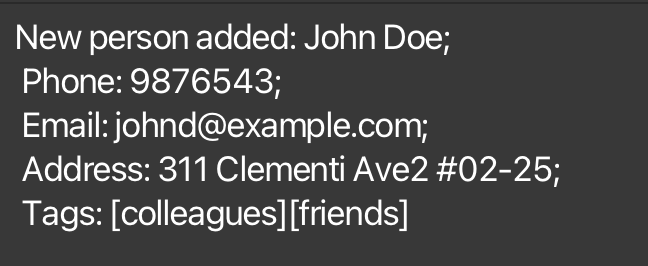 New person added: John Doe;
Phone: 9876543;
Email: johnd@example.com;
Address: 311 Clementi Ave2 #02-25;
Tags: [colleagues][friends]